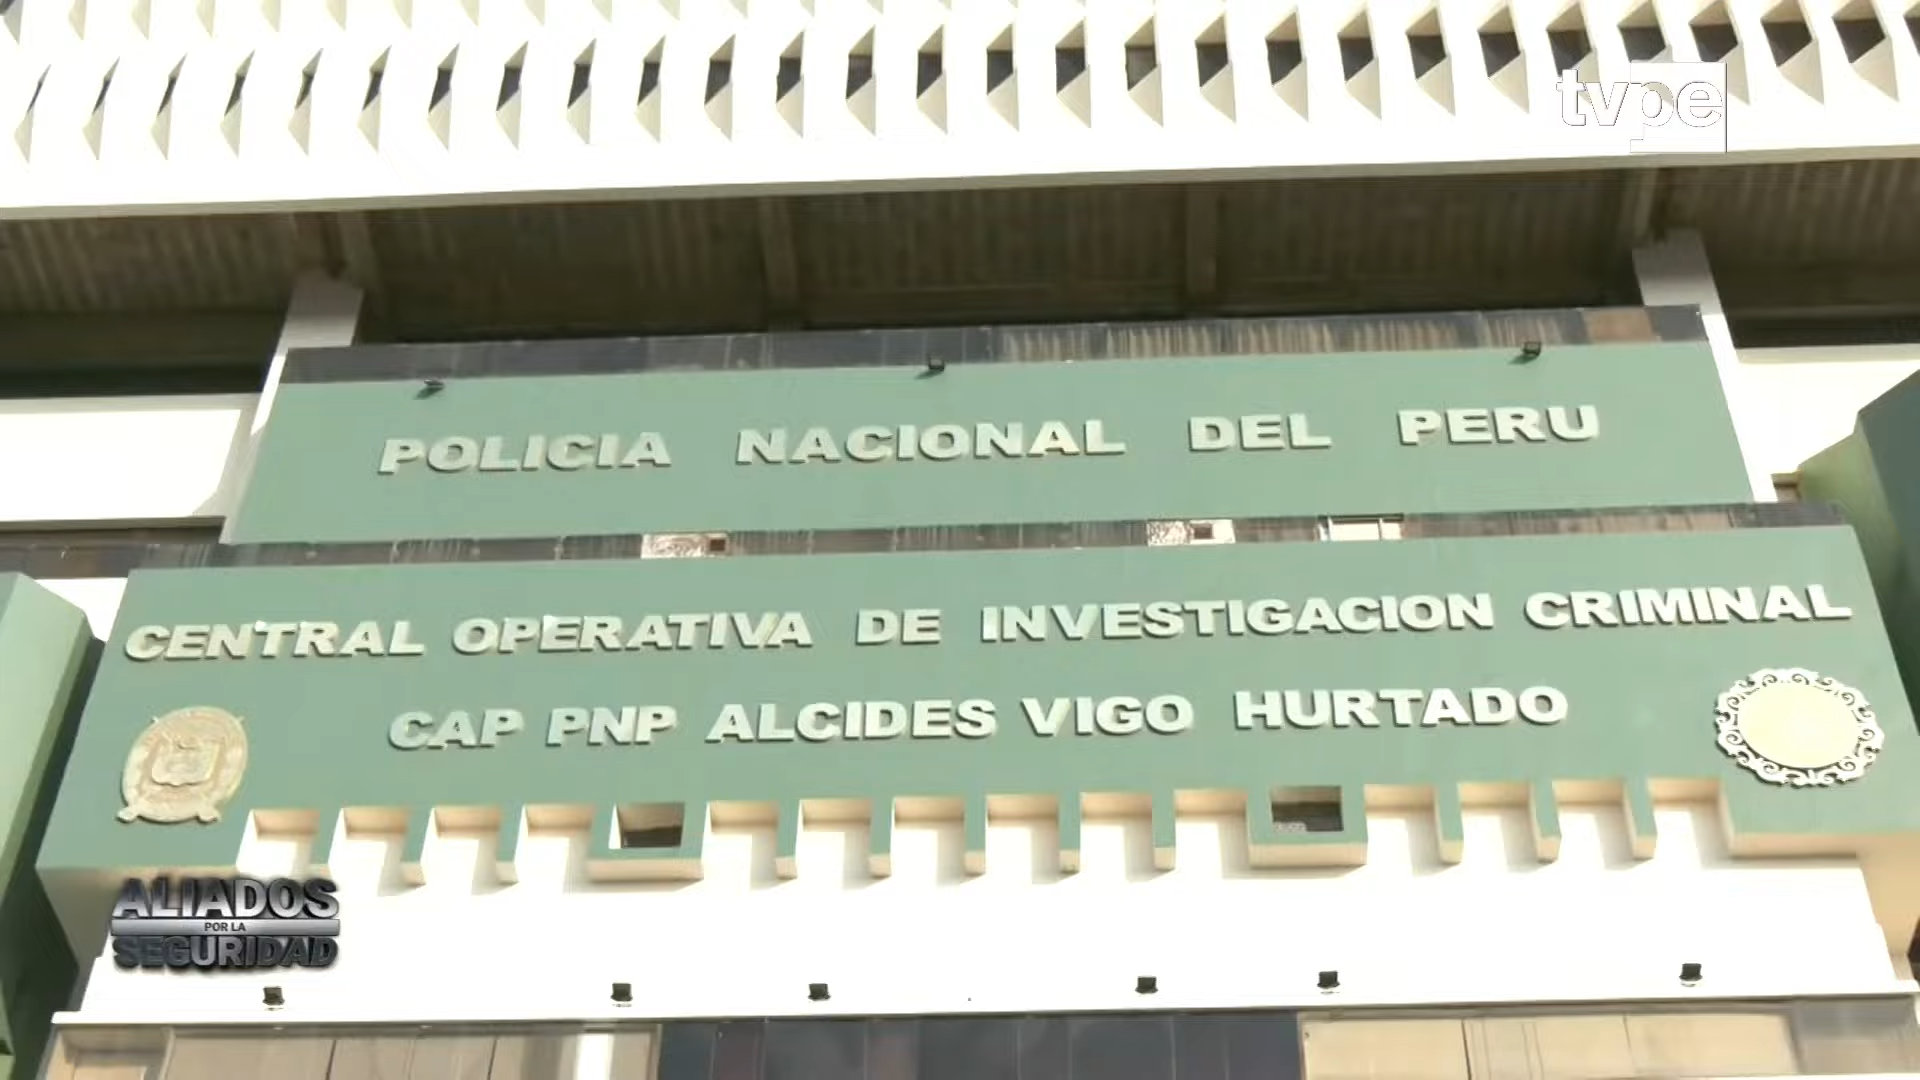 tvpe
POLICIA NACIONAL DEL PERU
CENTRAL OPERATIVA DE INVESTIGACION CRIMINAL
CAP PNP ALCIDES VIGO HURTADO
ALIADOS
POR LA
SEGURIDAD